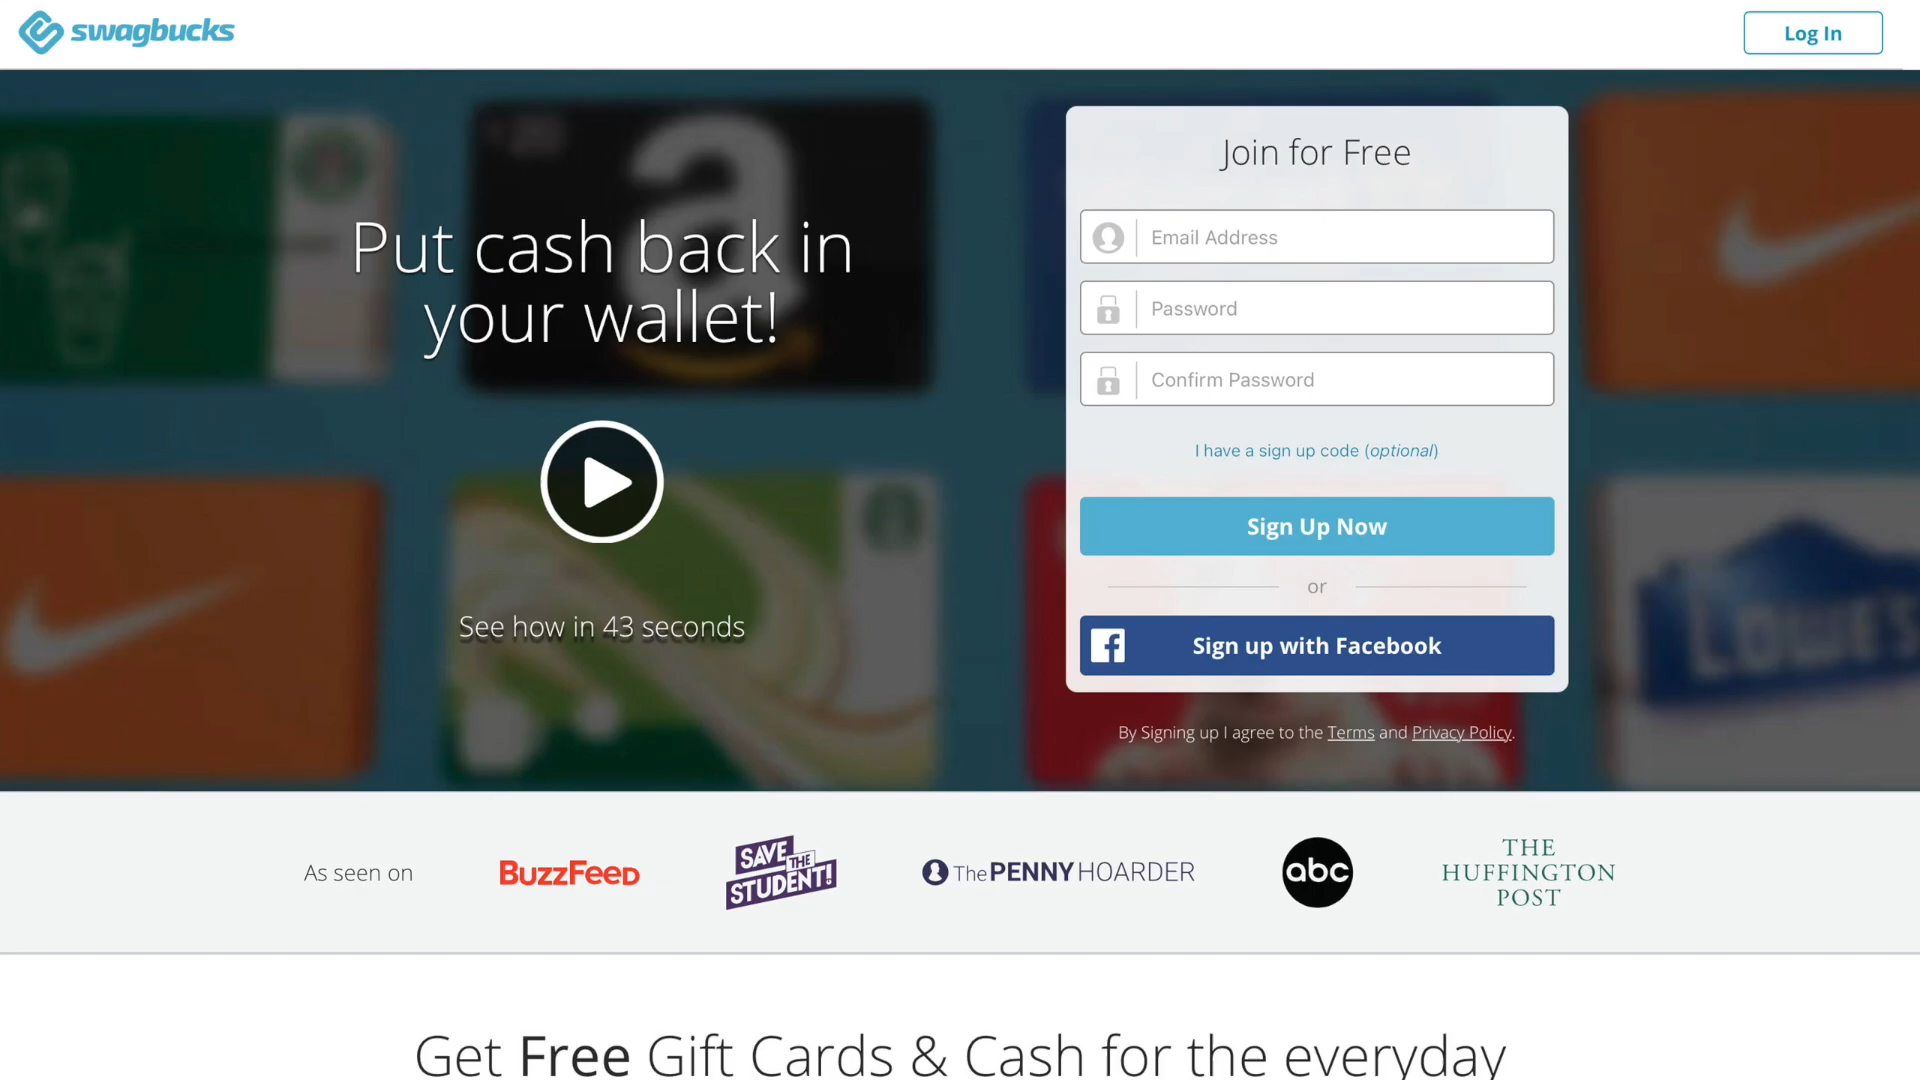 swagbucks
Log In
Put cash back in
your wallet!
See how in 43 seconds
Join for Free
Email Address
Password
Confirm Password
I have a sign up code (optional)
Sign Up Now
or
Sign up with Facebook
By Signing up I agree to the Terms and Privacy Policy.
LOWE'S
As seen on
BuzzFeed
SAVE THE STUDENT!
The PENNY HOARDER
abc
THE
HUFFINGTON
POST
Get Free Gift Cards & Cash for the everyday